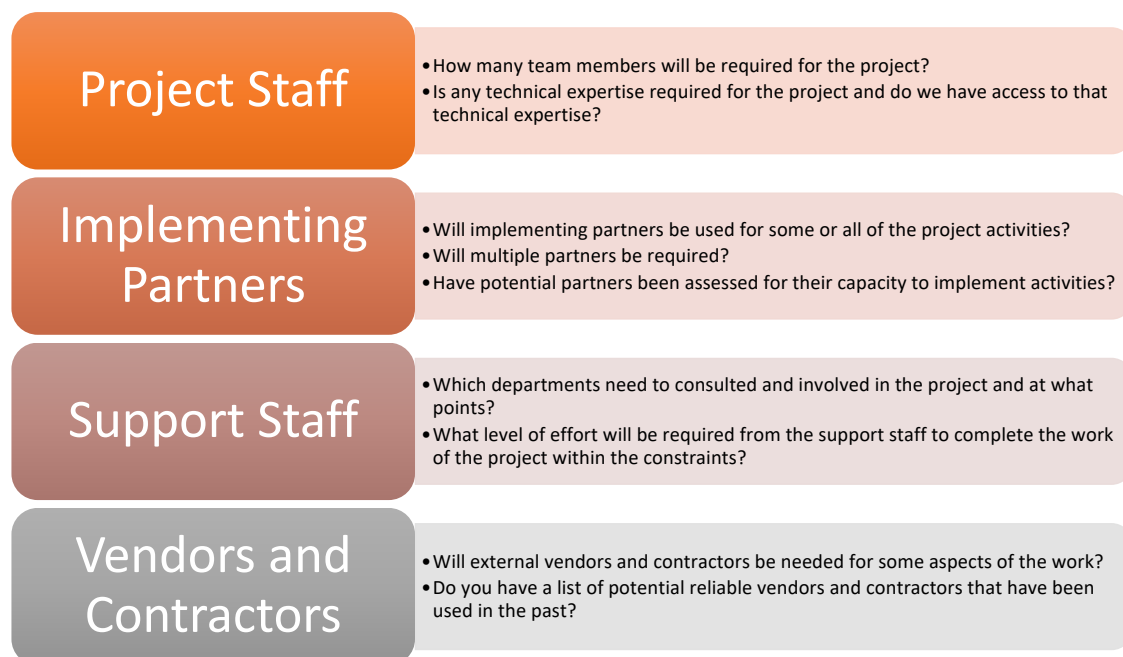 Project Staff
•How many team members will be required for the project?
•Is any technical expertise required for the project and do we have access to that
technical expertise?
Implementing
Partners
•Will implementing partners be used for some or all of the project activities?
•Will multiple partners be required?
•Have potential partners been assessed for their capacity to implement activities?
Support Staff
•Which departments need to consulted and involved in the project and at what
points?
•What level of effort will be required from the support staff to complete the work
of the project within the constraints?
Vendors and
Contractors
•Will external vendors and contractors be needed for some aspects of the work?
•Do you have a list of potential reliable vendors and contractors that have been
used in the past?